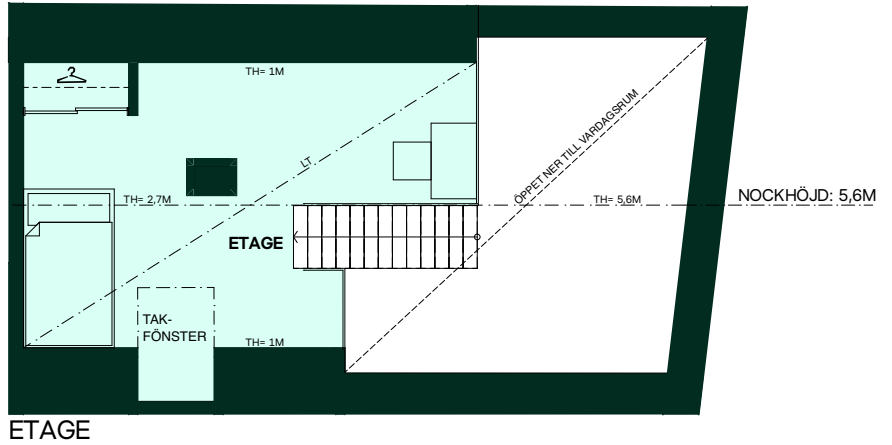 TH= 1M
LT
ÖPPET NER TILL VARDAGSRUM
TH= 2,7M
TH= 5,6M
NOCKHÖJD: 5,6M
ETAGE
TAK-
FÖNSTER
TH= 1M
ETAGE